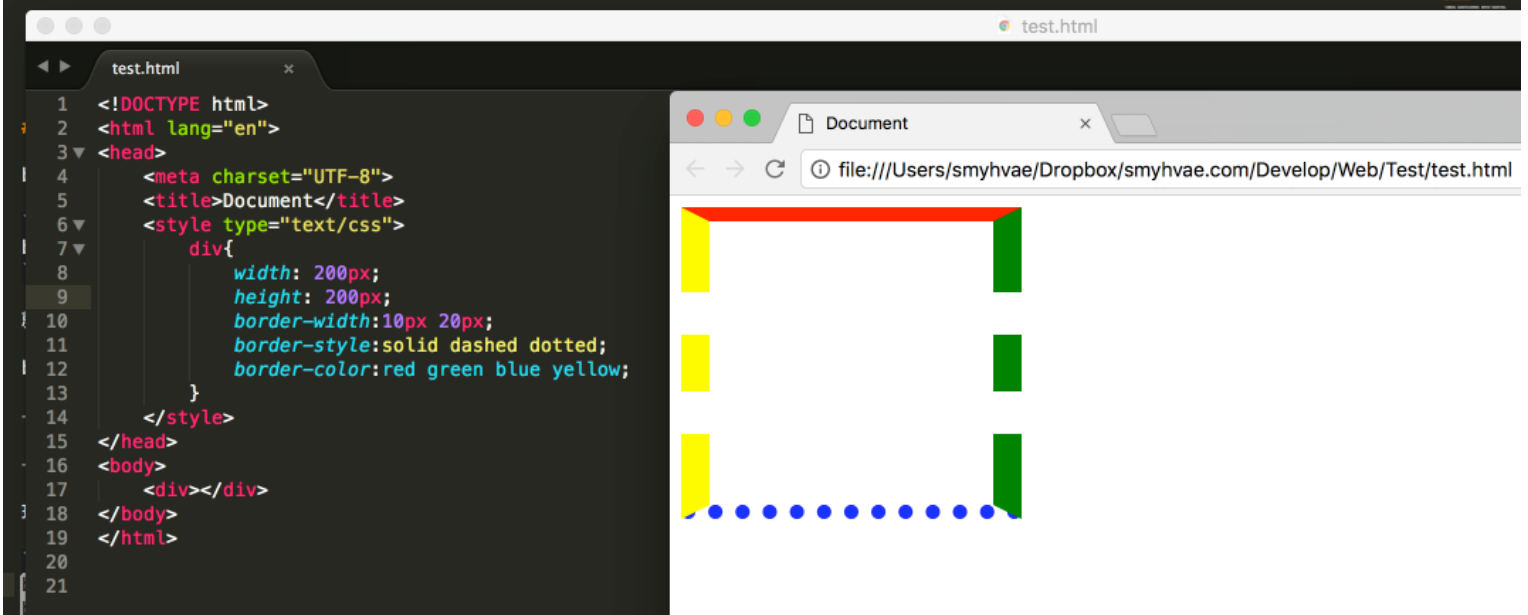 test.html
test.html ×
1 <!DOCTYPE html>
2 <html lang="en">
3 <head>
4 <meta charset="UTF-8">
5 <title>Document</title>
6 <style type="text/css">
7 div{
8 width: 200px;
9 height: 200px;
10 border-width:10px 20px;
11 border-style:solid dashed dotted;
12 border-color:red green blue yellow;
13 }
14 </style>
15 </head>
16 <body>
17 <div></div>
18 </body>
19 </html>
20
21
Document ×
file:///Users/smyhvae/Dropbox/smyhvae.com/Develop/Web/Test/test.html